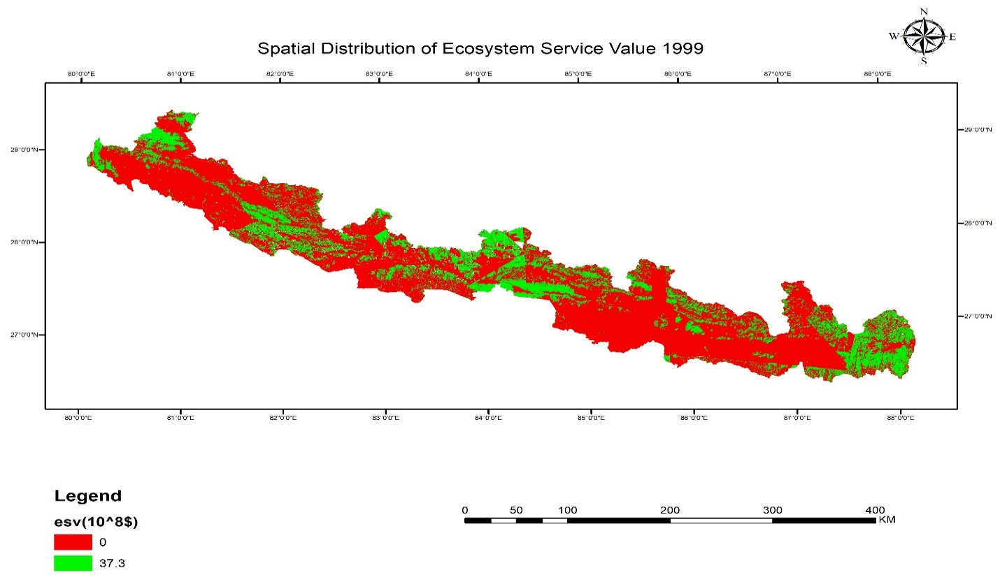 N
W E
S
Spatial Distribution of Ecosystem Service Value 1999
80°0'0"E 81°0'0"E 82°0'0"E 83°0'0"E 84°0'0"E 85°0'0"E 86°0'0"E 87°0'0"E 88°0'0"E
29°0'0"N
29°0'0"N
28°0'0"N
28°0'0"N
27°0'0"N
27°0'0"N
80°0'0"E 81°0'0"E 82°0'0"E 83°0'0"E 84°0'0"E 85°0'0"E 86°0'0"E 87°0'0"E 88°0'0"E
Legend
esv(10^8$)
0
37.3
0 50 100 200 300 400
KM